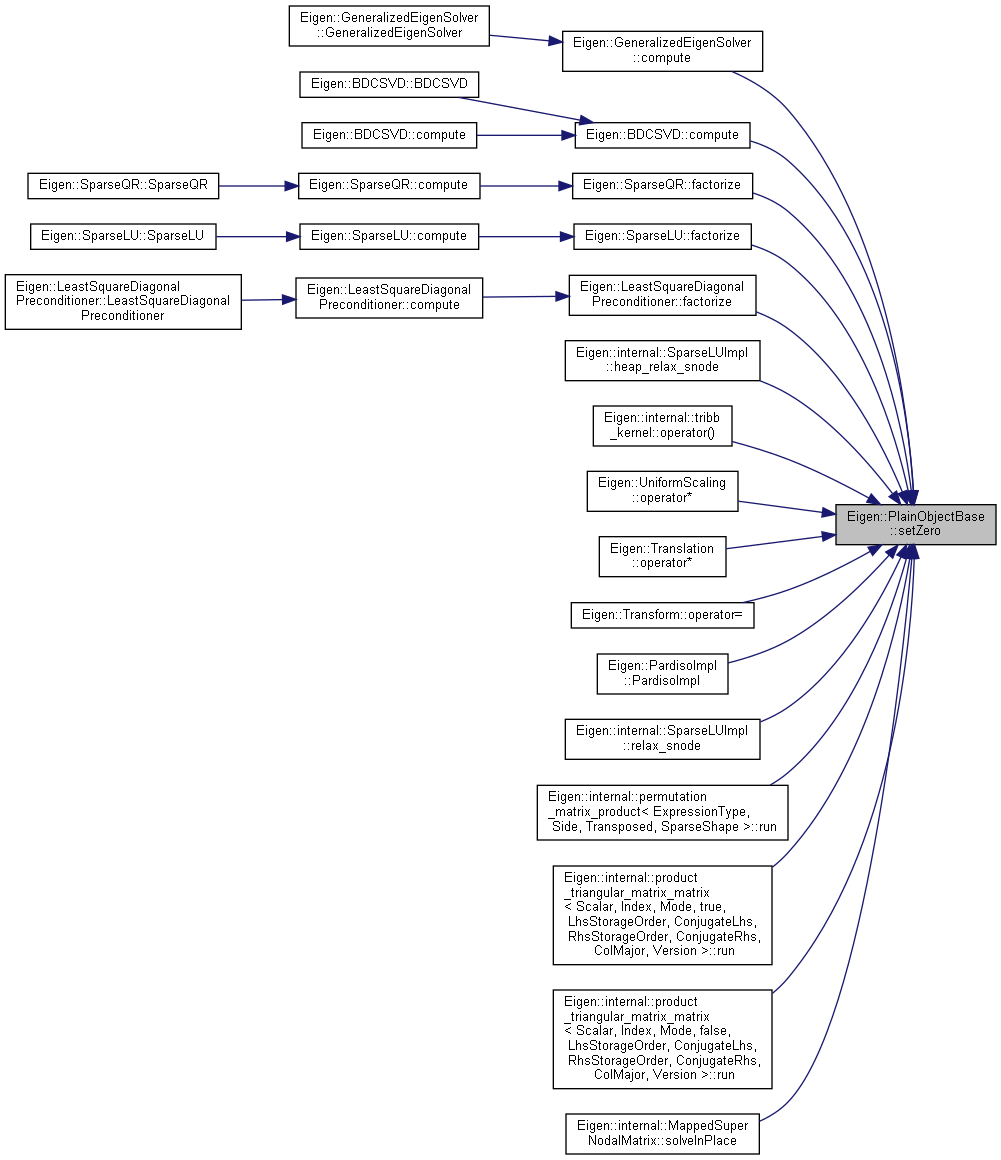 Eigen::GeneralizedEigenSolver
::GeneralizedEigenSolver
Eigen::GeneralizedEigenSolver
::compute
Eigen::BDCSVD::BDCSVD
Eigen::BDCSVD::compute
Eigen::BDCSVD::compute
Eigen::SparseQR::SparseQR
Eigen::SparseQR::compute
Eigen::SparseQR::factorize
Eigen::SparseLU::SparseLU
Eigen::SparseLU::compute
Eigen::SparseLU::factorize
Eigen::LeastSquareDiagonal
Preconditioner::LeastSquareDiagonal
Preconditioner
Eigen::LeastSquareDiagonal
Preconditioner::compute
Eigen::LeastSquareDiagonal
Preconditioner::factorize
Eigen::internal::SparseLUImpl
::heap_relax_snode
Eigen::internal::tribb
_kernel::operator()
Eigen::UniformScaling
::operator*
Eigen::PlainObjectBase
::setZero
Eigen::Translation
::operator*
Eigen::Transform::operator=
Eigen::PardisoImpl
::PardisoImpl
Eigen::internal::SparseLUImpl
::relax_snode
Eigen::internal::permutation
_matrix_product< ExpressionType,
Side, Transposed, SparseShape >::run
Eigen::internal::product
_triangular_matrix_matrix
< Scalar, Index, Mode, true,
LhsStorageOrder, ConjugateLhs,
RhsStorageOrder, ConjugateRhs,
ColMajor, Version >::run
Eigen::internal::product
_triangular_matrix_matrix
< Scalar, Index, Mode, false,
LhsStorageOrder, ConjugateLhs,
RhsStorageOrder, ConjugateRhs,
ColMajor, Version >::run
Eigen::internal::MappedSuper
NodalMatrix::solveInPlace